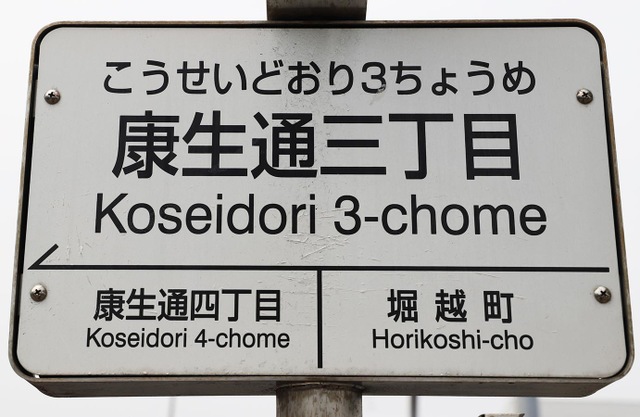 こうせいどおり3ちょうめ
康生通三丁目
Koseidori 3-chome
康生通四丁目
Koseidori 4-chome
堀越町
Horikoshi-cho